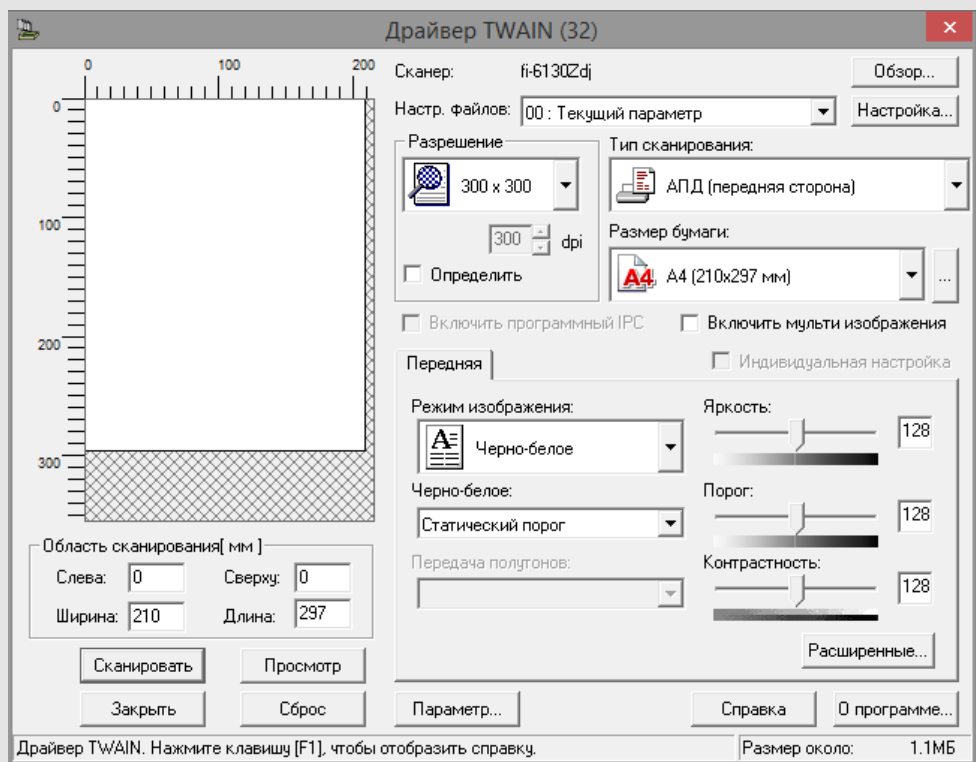 Драйвер TWAIN (32)
0 100 200
0
100
200
300
Сканер: fi-6130Zdj Обзор...
Настр. файлов: 00 : Текущий параметр Настройка...
Разрешение
300 x 300
300 dpi
Определить
Тип сканирования:
АПД (передняя сторона)
Размер бумаги:
A4 A4 (210x297 мм) ...
Включить программный IPC Включить мульти изображения
Передняя Индивидуальная настройка
Режим изображения:
A Черно-белое
Черно-белое:
Статический порог
Передача полутонов:
Яркость:
128
Порог:
128
Контрастность:
128
Расширенные...
Область сканирования[ мм ]
Слева: 0 Сверху: 0
Ширина: 210 Длина: 297
Сканировать Просмотр
Закрыть Сброс
Параметр... Справка О программе...
Драйвер TWAIN. Нажмите клавишу [F1], чтобы отобразить справку. Размер около: 1.1МБ